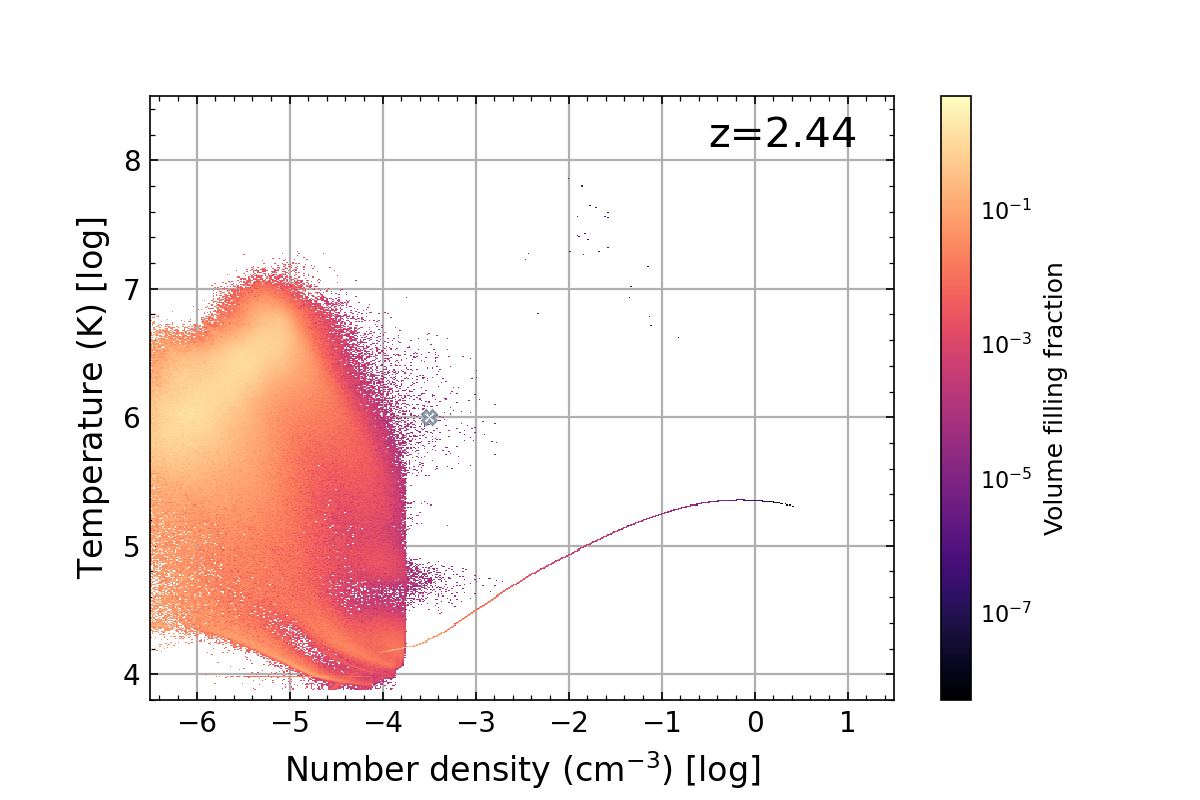 z=2.44
8
7
6
5
4
Temperature (K) [log]
−6 −5 −4 −3 −2 −1 0 1
Number density (cm⁻³) [log]
10⁻¹
10⁻³
10⁻⁵
10⁻⁷
Volume filling fraction